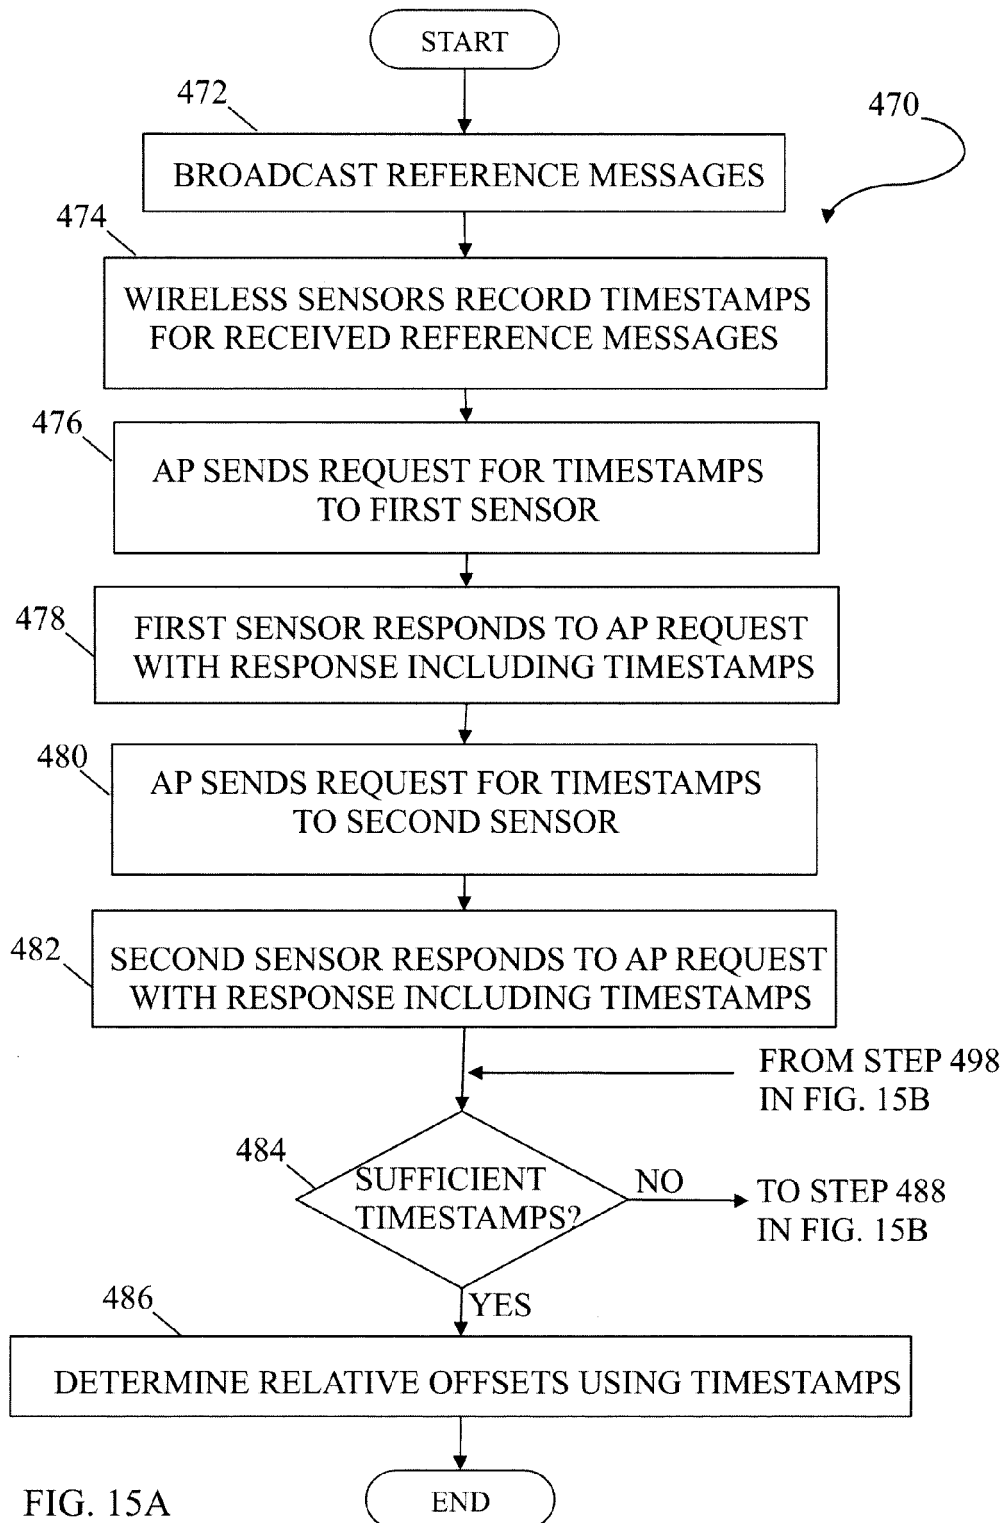 START
472
470
BROADCAST REFERENCE MESSAGES
474
WIRELESS SENSORS RECORD TIMESTAMPS
FOR RECEIVED REFERENCE MESSAGES
476
AP SENDS REQUEST FOR TIMESTAMPS
TO FIRST SENSOR
478
FIRST SENSOR RESPONDS TO AP REQUEST
WITH RESPONSE INCLUDING TIMESTAMPS
480
AP SENDS REQUEST FOR TIMESTAMPS
TO SECOND SENSOR
482
SECOND SENSOR RESPONDS TO AP REQUEST
WITH RESPONSE INCLUDING TIMESTAMPS
FROM STEP 498
IN FIG. 15B
484
SUFFICIENT
TIMESTAMPS?
NO
TO STEP 488
IN FIG. 15B
YES
486
DETERMINE RELATIVE OFFSETS USING TIMESTAMPS
END
FIG. 15A